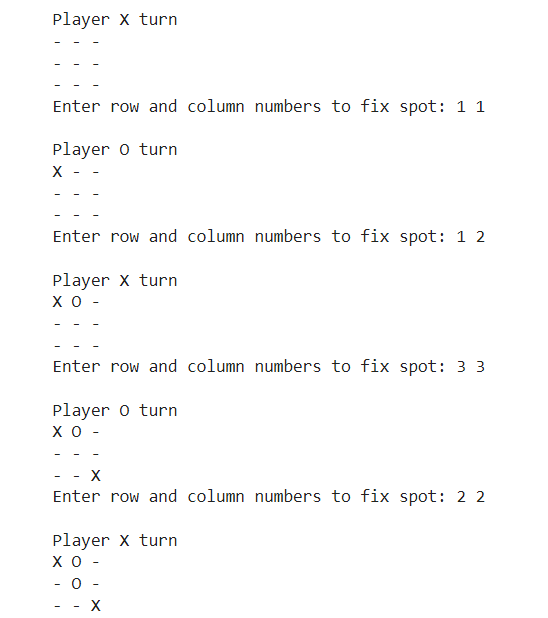 Player X turn
- - -
- - -
- - -
Enter row and column numbers to fix spot: 1 1
Player O turn
X - -
- - -
- - -
Enter row and column numbers to fix spot: 1 2
Player X turn
X O -
- - -
- - -
Enter row and column numbers to fix spot: 3 3
Player O turn
X O -
- - -
- - X
Enter row and column numbers to fix spot: 2 2
Player X turn
X O -
- O -
- - X